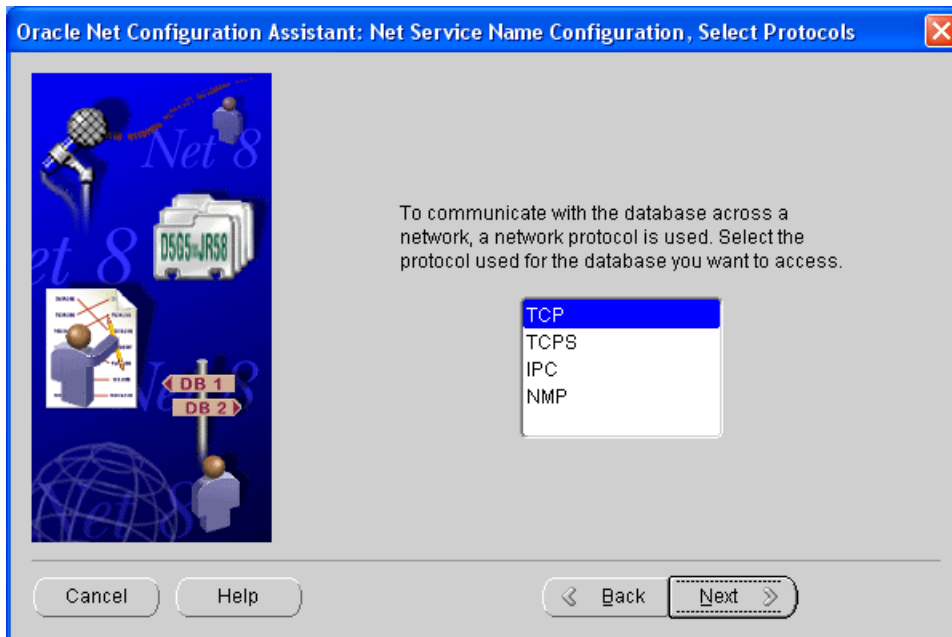 Oracle Net Configuration Assistant: Net Service Name Configuration, Select Protocols
Net 8
D5G5
JR58
et 8
DB 1
DB 2
Net 8
To communicate with the database across a
network, a network protocol is used. Select the
protocol used for the database you want to access.
TCP
TCPS
IPC
NMP
Cancel
Help
Back
Next